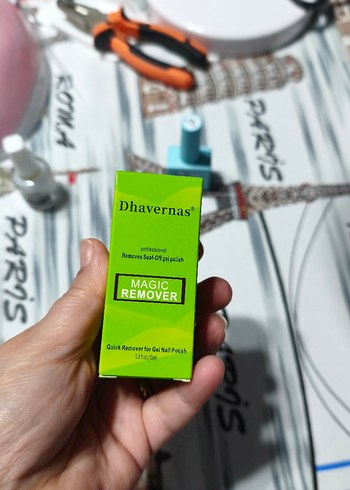 ROMA
PARIS
Dhavernas®
professional
Removes Soak-Off gel polish
MAGIC
REMOVER
Quick Remover for Gel Nail Polish
PARIS
PARIS